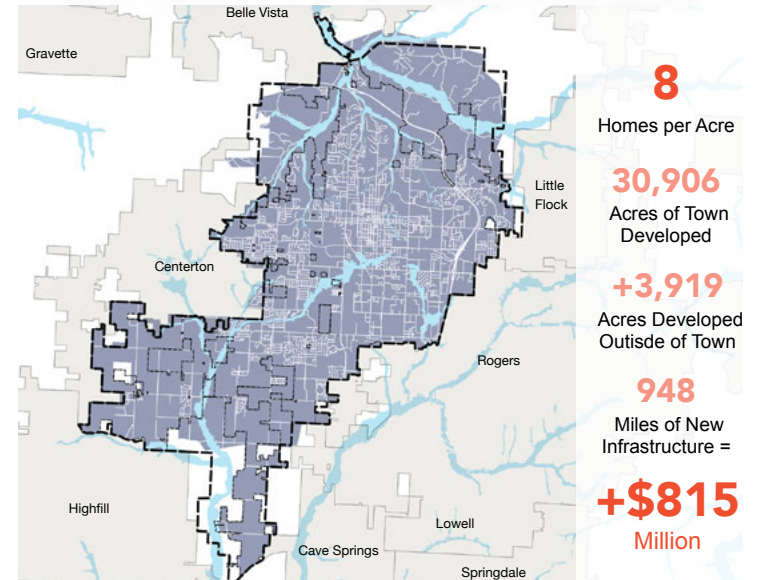 Belle Vista
Gravette
Little
Flock
Centerton
Rogers
Highfill
Lowell
Cave Springs
Springdale
8
Homes per Acre
30,906
Acres of Town
Developed
+3,919
Acres Developed
Outisde of Town
948
Miles of New
Infrastructure =
+$815
Million